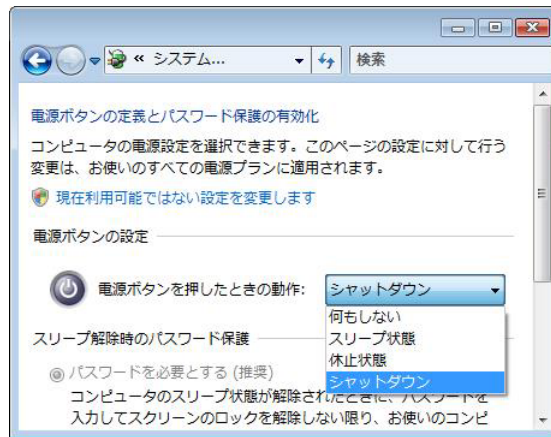 « システム...
検索
電源ボタンの定義とパスワード保護の有効化
コンピュータの電源設定を選択できます。このページの設定に対して行う
変更は、お使いのすべての電源プランに適用されます。
現在利用可能ではない設定を変更します
電源ボタンの設定
電源ボタンを押したときの動作: シャットダウン
何もしない
スリープ状態
休止状態
シャットダウン
スリープ解除時のパスワード保護
パスワードを必要とする (推奨)
コンピュータのスリープ状態が解除されたときに、パスワードを
入力してスクリーンのロックを解除しない限り、お使いのコンピ